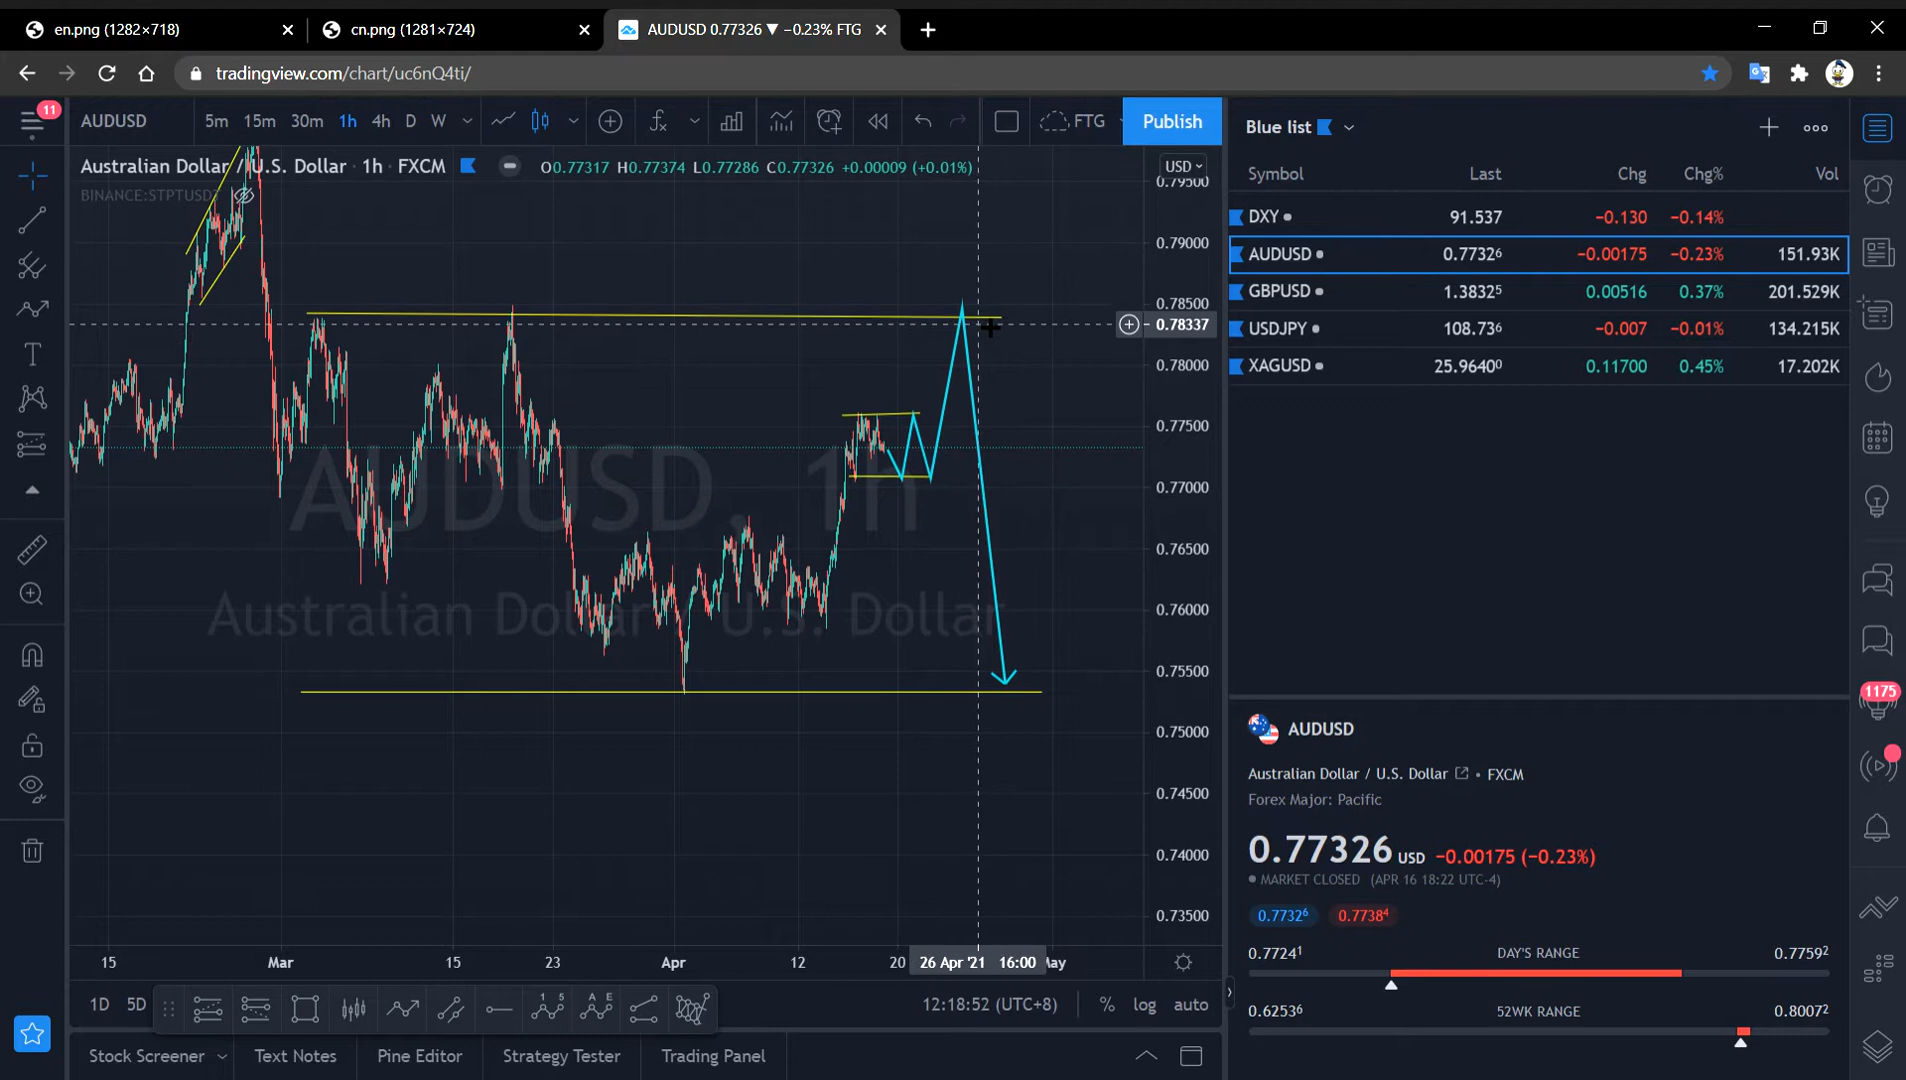 en.png (1282×718)
cn.png (1281×724)
AUDUSD 0.77326 ▼ −0.23% FTG
tradingview.com/chart/uc6nQ4ti/
11
AUDUSD 5m 15m 30m 1h 4h D W FTG Publish
Australian Dollar / U.S. Dollar · 1h · FXCM O0.77317 H0.77374 L0.77286 C0.77326 +0.00009 (+0.01%)
BINANCE:STPTUSD
USD
0.79500
0.79000
0.78500
0.78337
0.78000
0.77500
0.77000
0.76500
0.76000
0.75500
0.75000
0.74500
0.74000
0.73500
AUDUSD, 1h
Australian Dollar / U.S. Dollar
15 Mar 15 23 Apr 12 20 26 Apr '21 16:00 May
1D 5D
12:18:52 (UTC+8) % log auto
Stock Screener Text Notes Pine Editor Strategy Tester Trading Panel
Blue list
Symbol Last Chg Chg% Vol
DXY 91.537 −0.130 −0.14%
AUDUSD 0.77326 −0.00175 −0.23% 151.93K
GBPUSD 1.38325 0.00516 0.37% 201.529K
USDJPY 108.736 −0.007 −0.01% 134.215K
XAGUSD 25.96400 0.11700 0.45% 17.202K
AUDUSD
Australian Dollar / U.S. Dollar • FXCM
Forex Major: Pacific
0.77326 USD −0.00175 (−0.23%)
MARKET CLOSED (APR 16 18:22 UTC-4)
0.77326 0.77384
0.77241 DAY'S RANGE 0.77592
0.62536 52WK RANGE 0.80072
1175